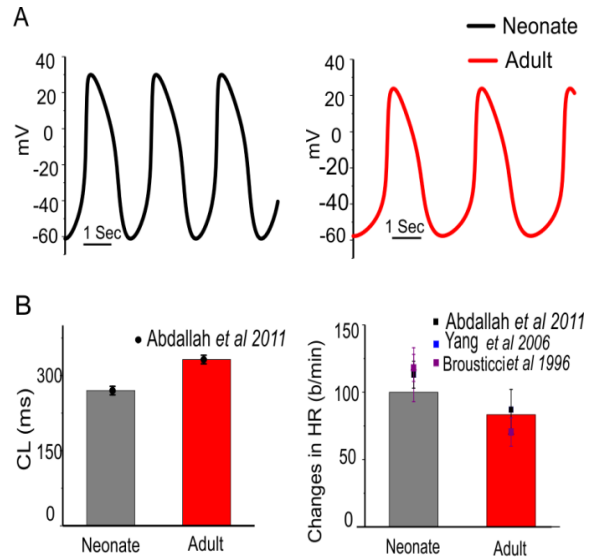 A
Neonate
Adult
40
20
0
-20
-40
-60
mV
1 Sec
40
20
0
-20
-40
-60
mV
1 Sec
B
300
150
0
CL (ms)
Abdallah et al 2011
Neonate
Adult
150
100
50
0
Changes in HR (b/min)
Abdallah et al 2011
Yang et al 2006
Brousticci et al 1996
Neonate
Adult